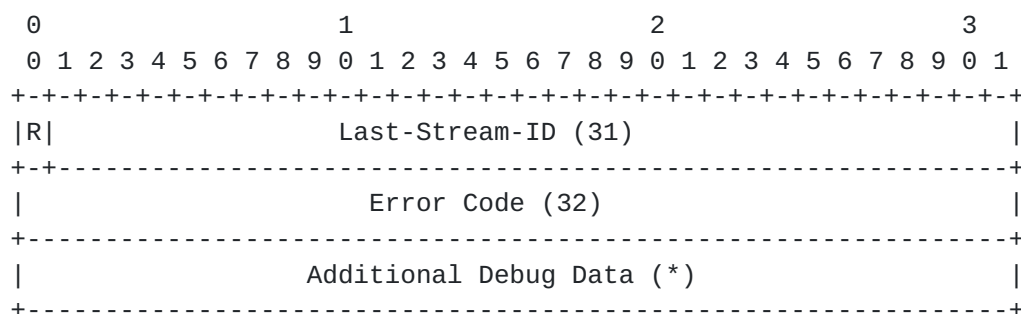 0                   1                   2                   3
 0 1 2 3 4 5 6 7 8 9 0 1 2 3 4 5 6 7 8 9 0 1 2 3 4 5 6 7 8 9 0 1
+-+-+-+-+-+-+-+-+-+-+-+-+-+-+-+-+-+-+-+-+-+-+-+-+-+-+-+-+-+-+-+-+
|R|                  Last-Stream-ID (31)                        |
+-+-------------------------------------------------------------+
|                      Error Code (32)                          |
+---------------------------------------------------------------+
|                  Additional Debug Data (*)                    |
+---------------------------------------------------------------+